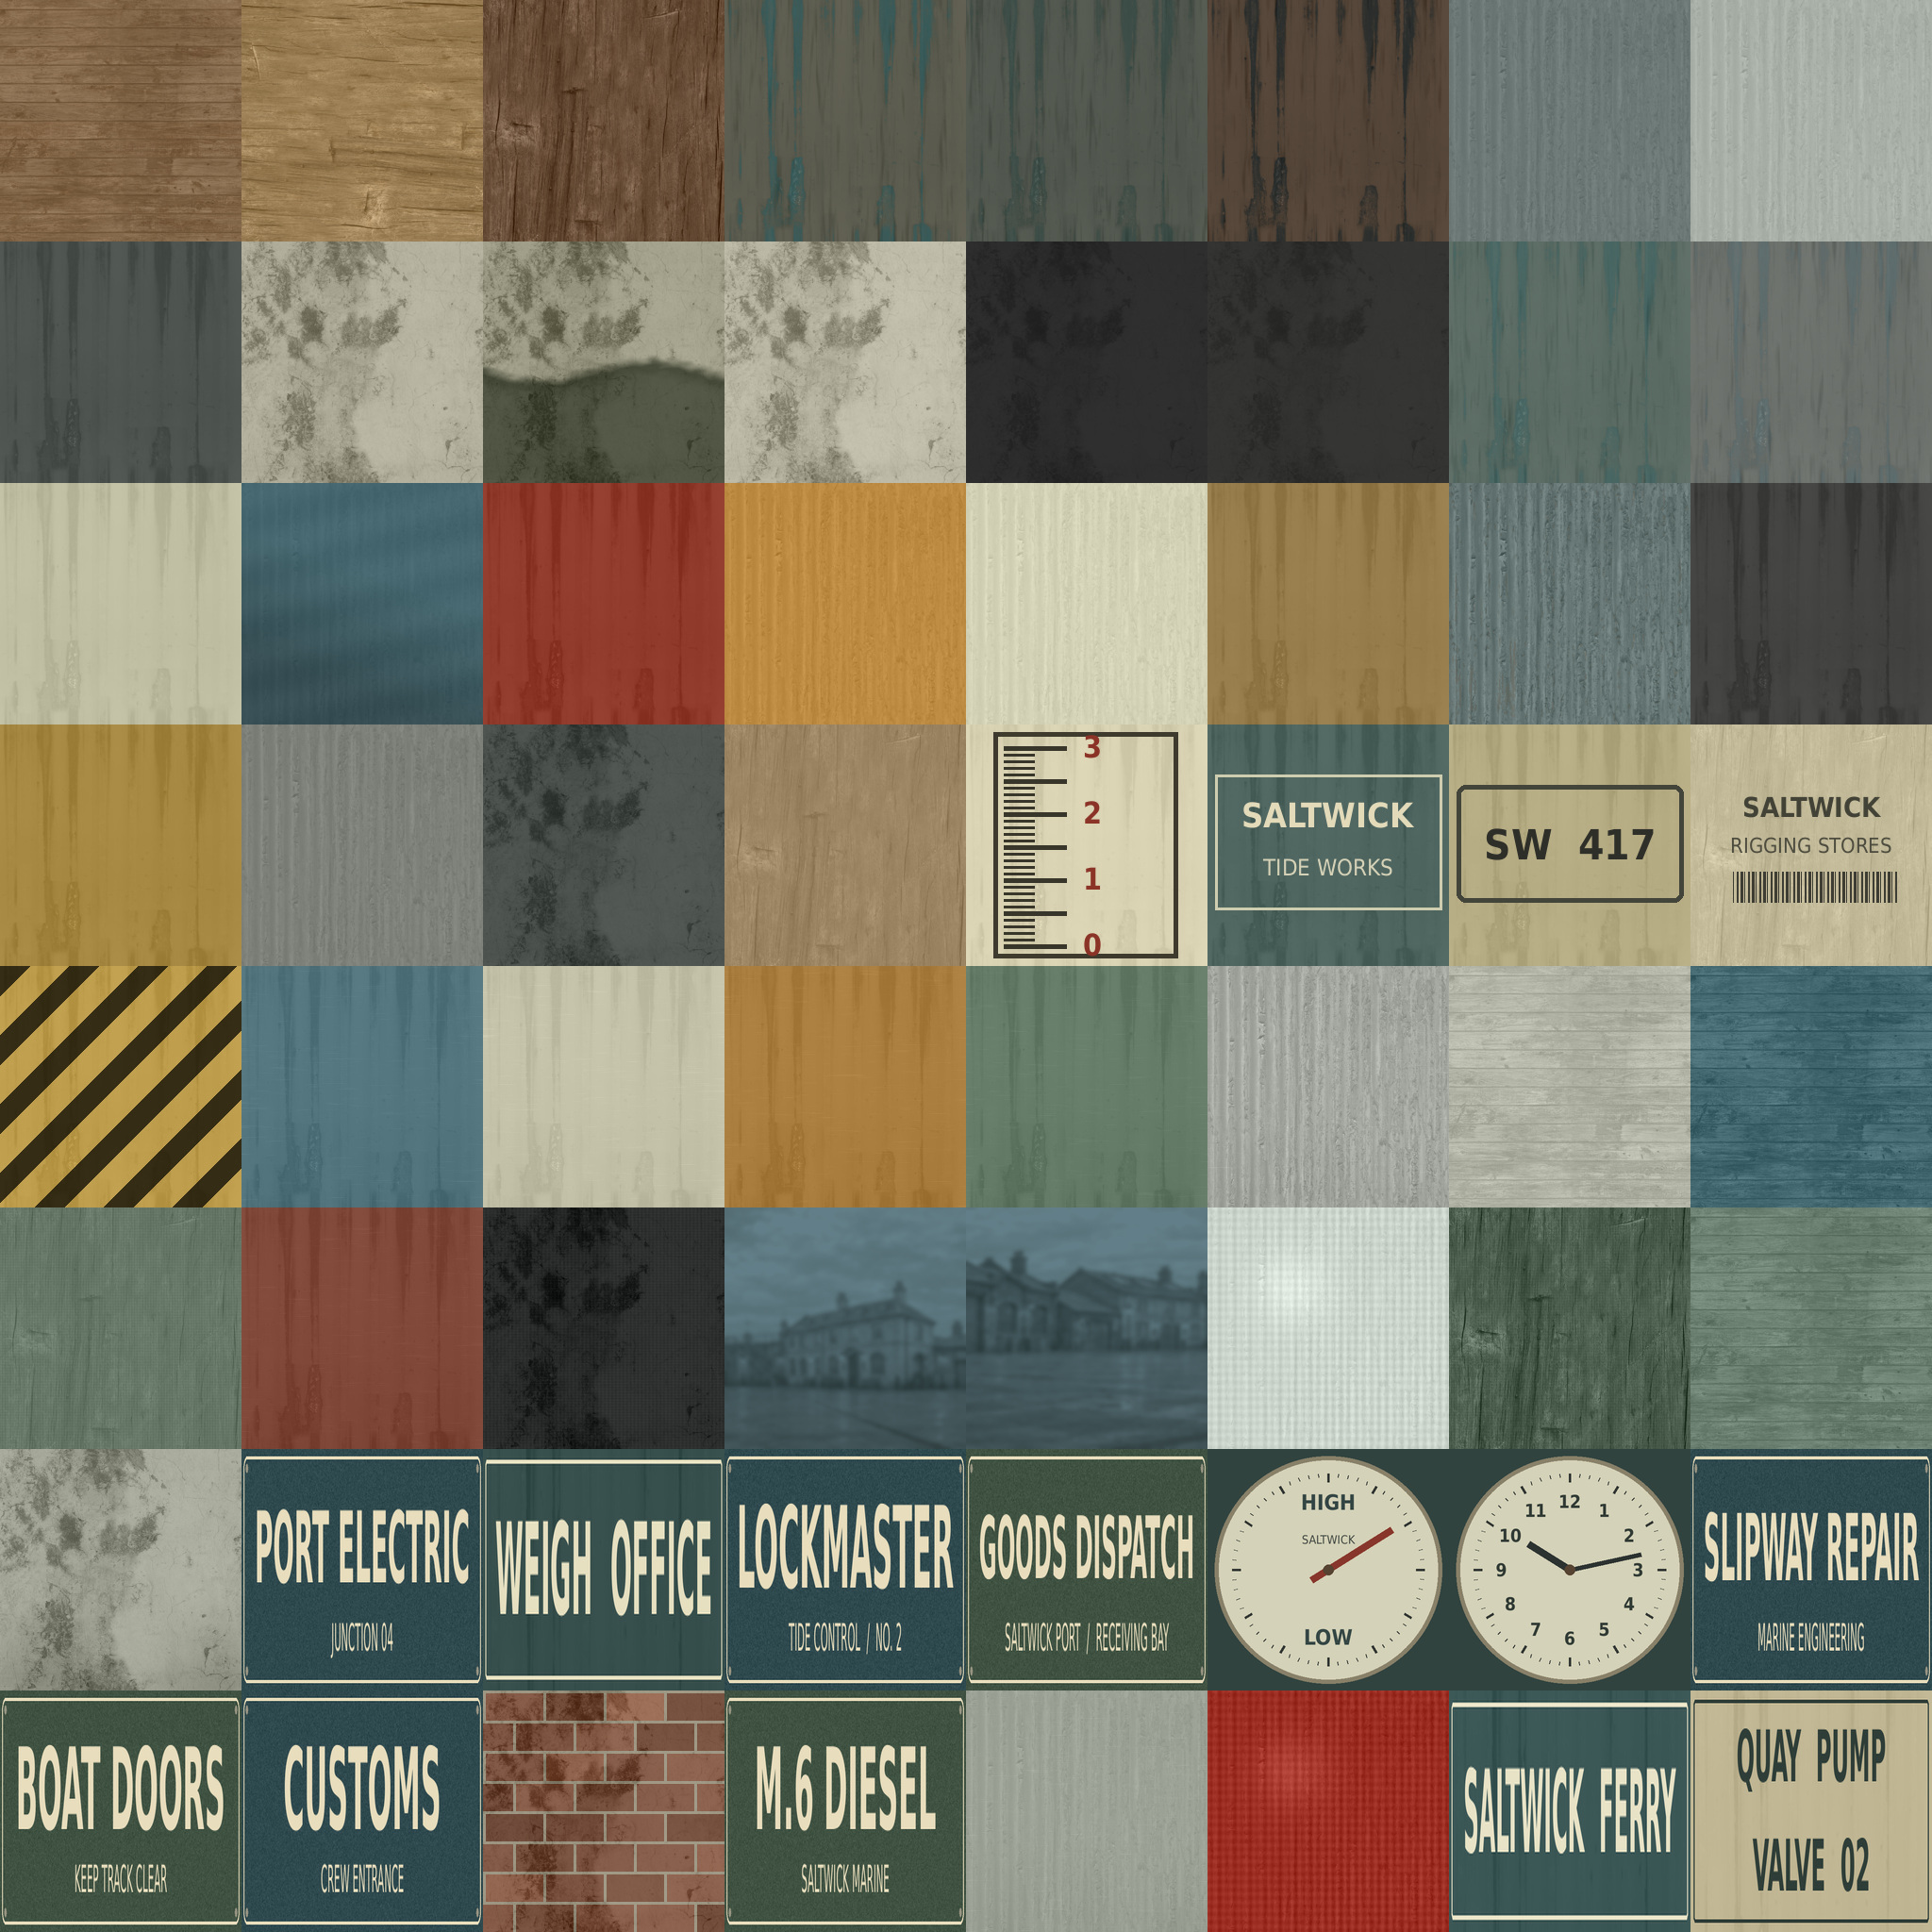 3
2
1
0
SALTWICK
TIDE WORKS
SW 417
SALTWICK
RIGGING STORES
PORT ELECTRIC
JUNCTION 04
WEIGH OFFICE
LOCKMASTER
TIDE CONTROL / NO. 2
GOODS DISPATCH
SALTWICK PORT / RECEIVING BAY
HIGH
SALTWICK
LOW
12
1
2
3
4
5
6
7
8
9
10
11
SLIPWAY REPAIR
MARINE ENGINEERING
BOAT DOORS
KEEP TRACK CLEAR
CUSTOMS
CREW ENTRANCE
M.6 DIESEL
SALTWICK MARINE
SALTWICK FERRY
QUAY PUMP
VALVE 02